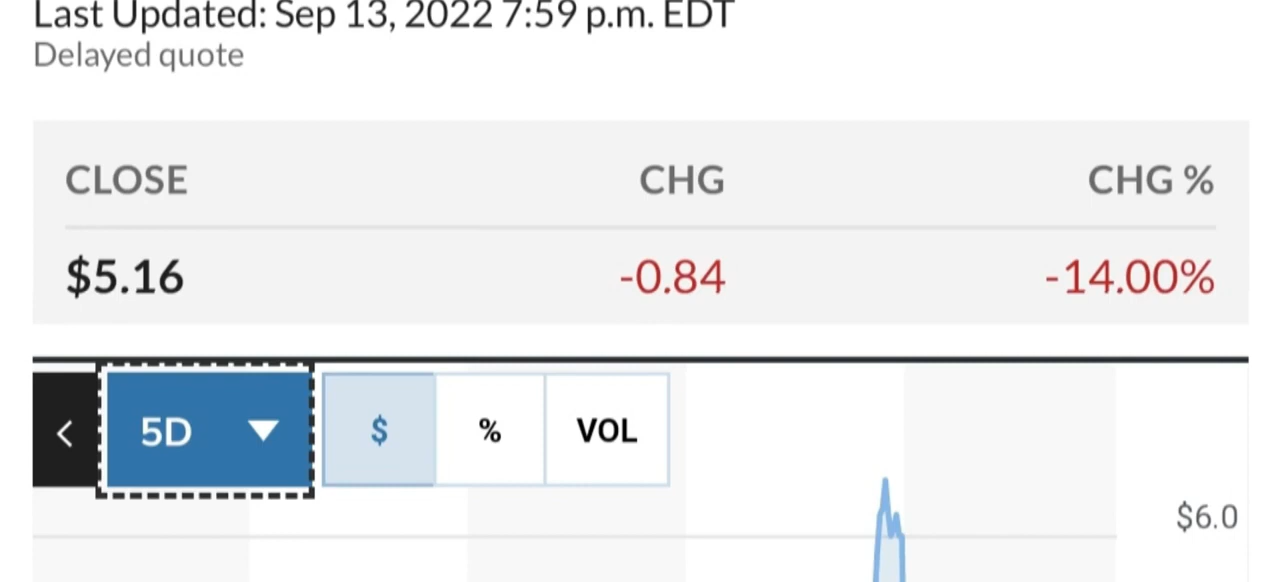 Last Updated: Sep 13, 2022 7:59 p.m. EDT
Delayed quote
CLOSE CHG CHG %
$5.16 -0.84 -14.00%
5D $ % VOL
$6.0